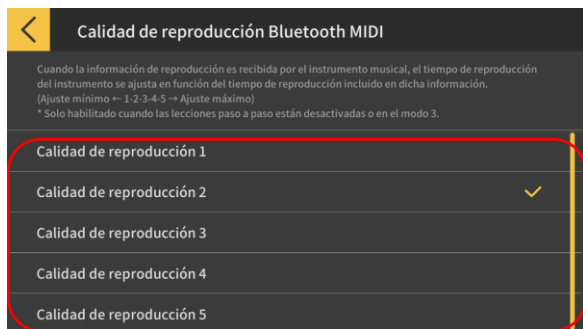 Calidad de reproducción Bluetooth MIDI
Cuando la información de reproducción es recibida por el instrumento musical, el tiempo de reproducción
del instrumento se ajusta en función del tiempo de reproducción incluido en dicha información.
(Ajuste mínimo ← 1-2-3-4-5 → Ajuste máximo)
* Solo habilitado cuando las lecciones paso a paso están desactivadas o en el modo 3.
Calidad de reproducción 1
Calidad de reproducción 2
Calidad de reproducción 3
Calidad de reproducción 4
Calidad de reproducción 5